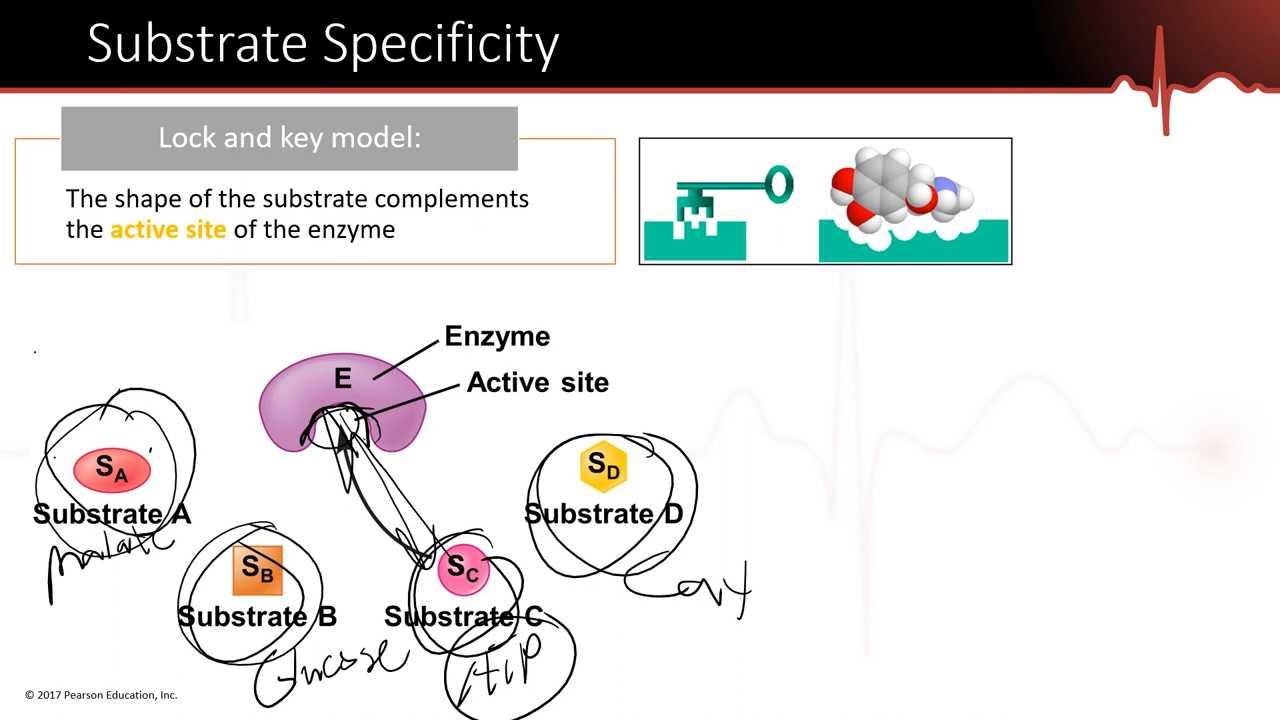 Substrate Specificity
Lock and key model:
The shape of the substrate complements
the active site of the enzyme
Enzyme
E
Active site
SA
Substrate A
malate
SB
Substrate B
Glucose
SC
Substrate C
ATP
SD
Substrate D
© 2017 Pearson Education, Inc.